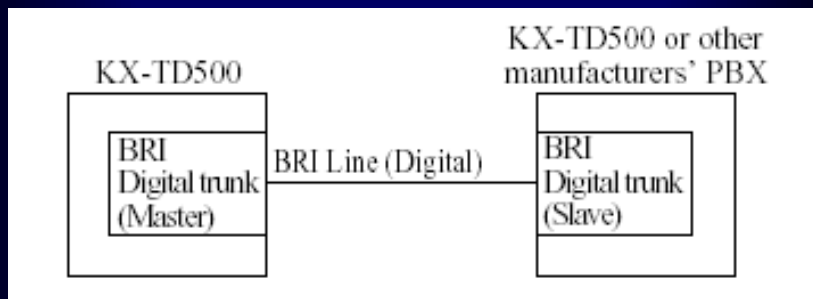 KX-TD500
KX-TD500 or other
manufacturers' PBX
BRI
Digital trunk
(Master)
BRI Line (Digital)
BRI
Digital trunk
(Slave)